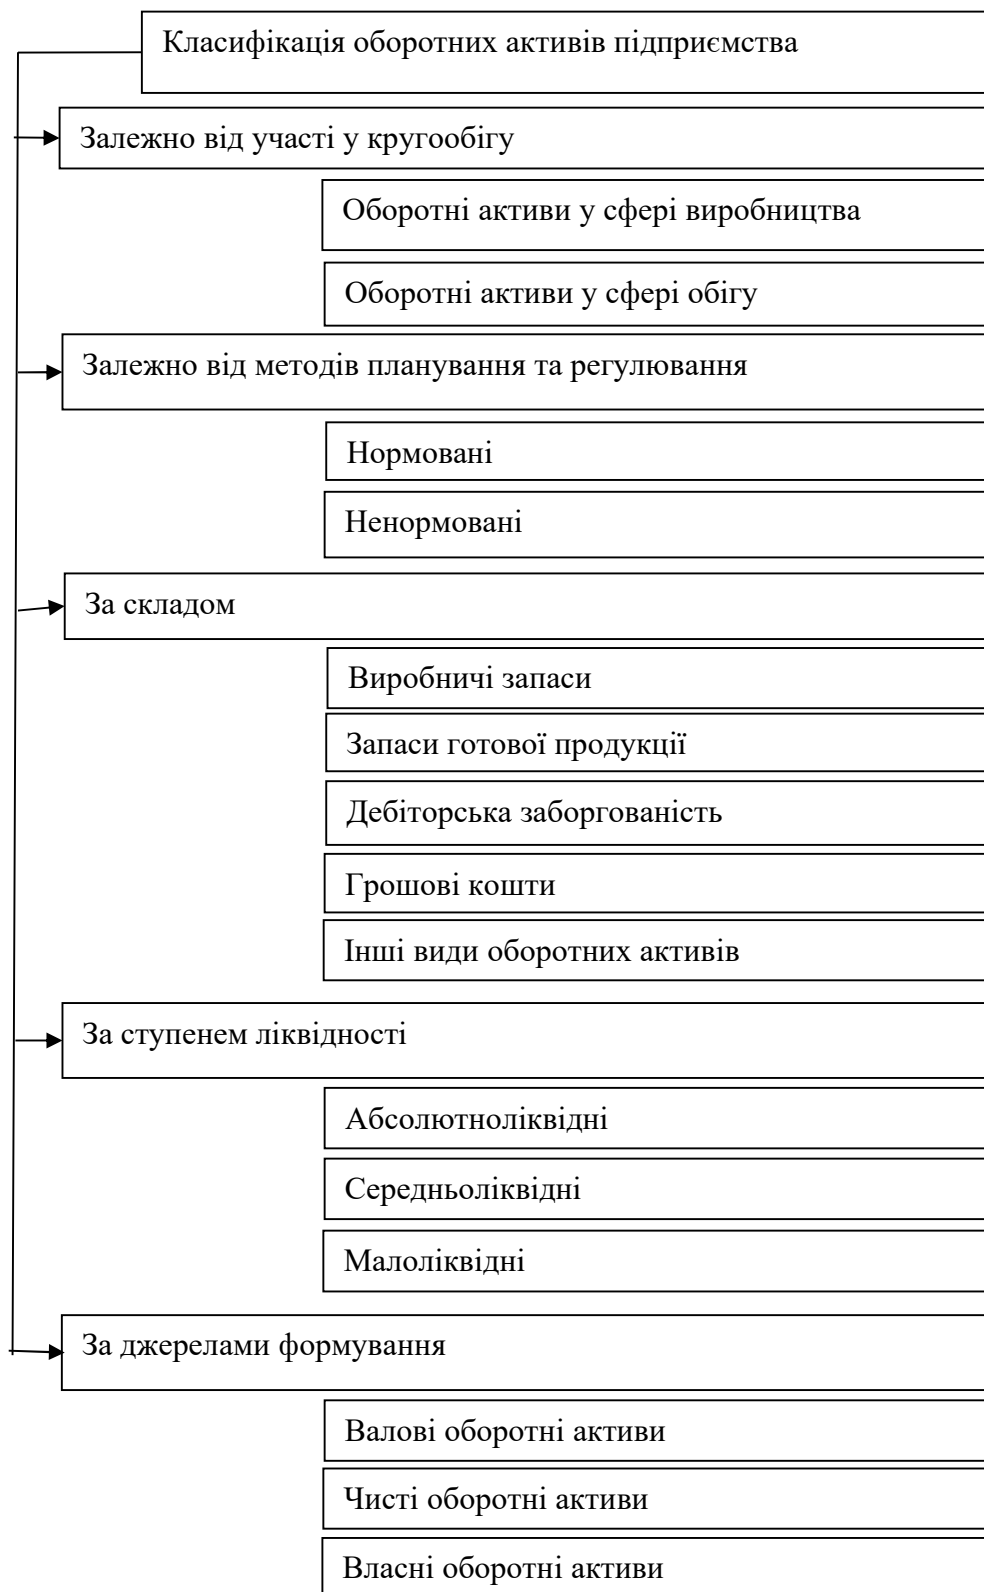 Класифікація оборотних активів підприємства
Залежно від участі у кругообігу
Оборотні активи у сфері виробництва
Оборотні активи у сфері обігу
Залежно від методів планування та регулювання
Нормовані
Ненормовані
За складом
Виробничі запаси
Запаси готової продукції
Дебіторська заборгованість
Грошові кошти
Інші види оборотних активів
За ступенем ліквідності
Абсолютноліквідні
Середньоліквідні
Малоліквідні
За джерелами формування
Валові оборотні активи
Чисті оборотні активи
Власні оборотні активи